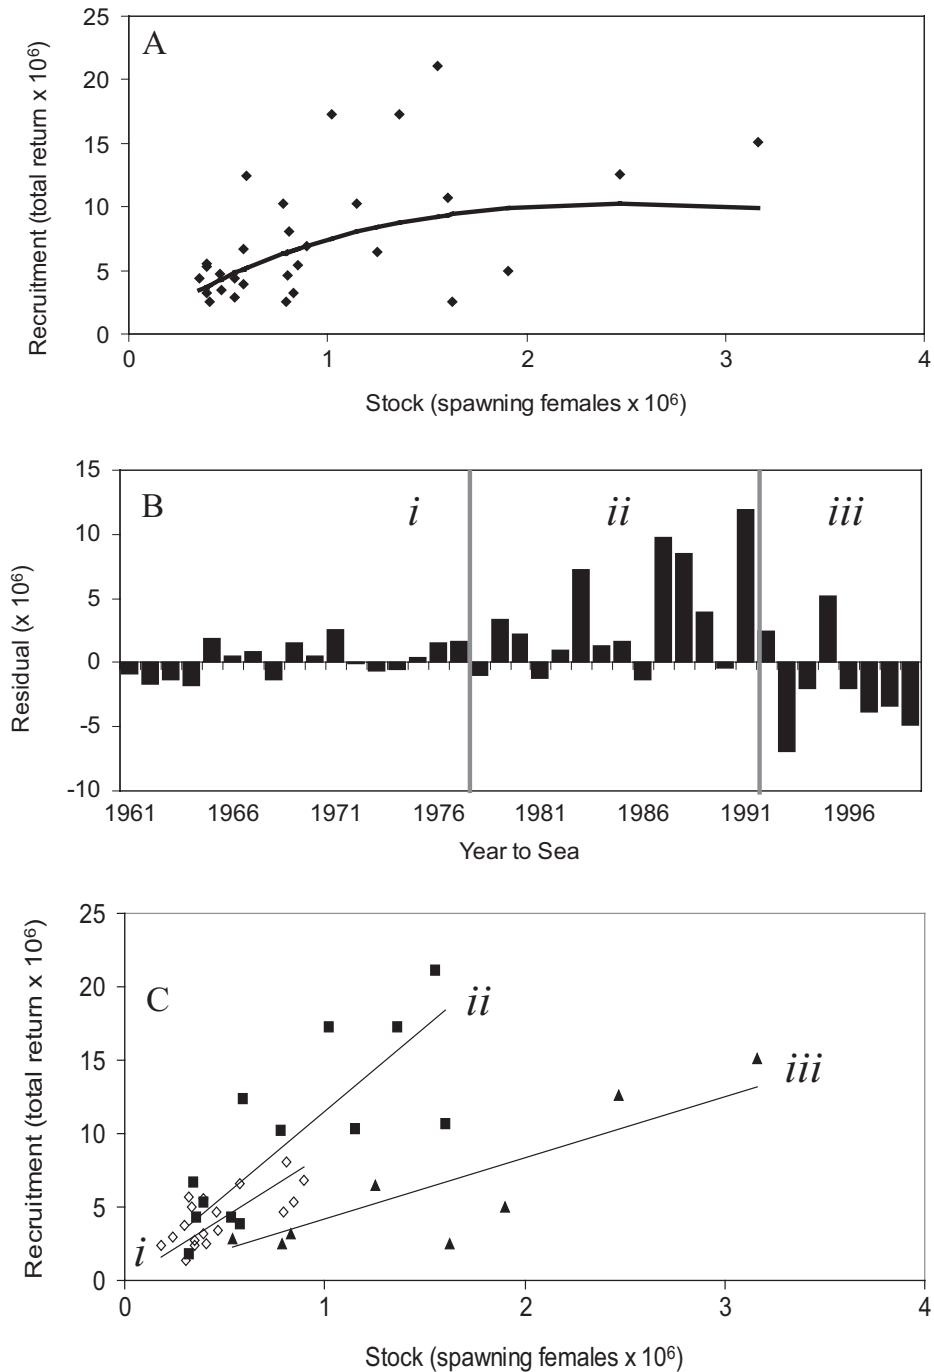 25
20
15
10
5
0
A
Recruitment (total return x 10⁶)
0 1 2 3 4
Stock (spawning females x 10⁶)
15
10
5
0
-5
-10
B i ii iii
Residual (x 10⁶)
1961 1966 1971 1976 1981 1986 1991 1996
Year to Sea
25
20
15
10
5
0
C
ii
iii
i
Recruitment (total return x 10⁶)
0 1 2 3 4
Stock (spawning females x 10⁶)